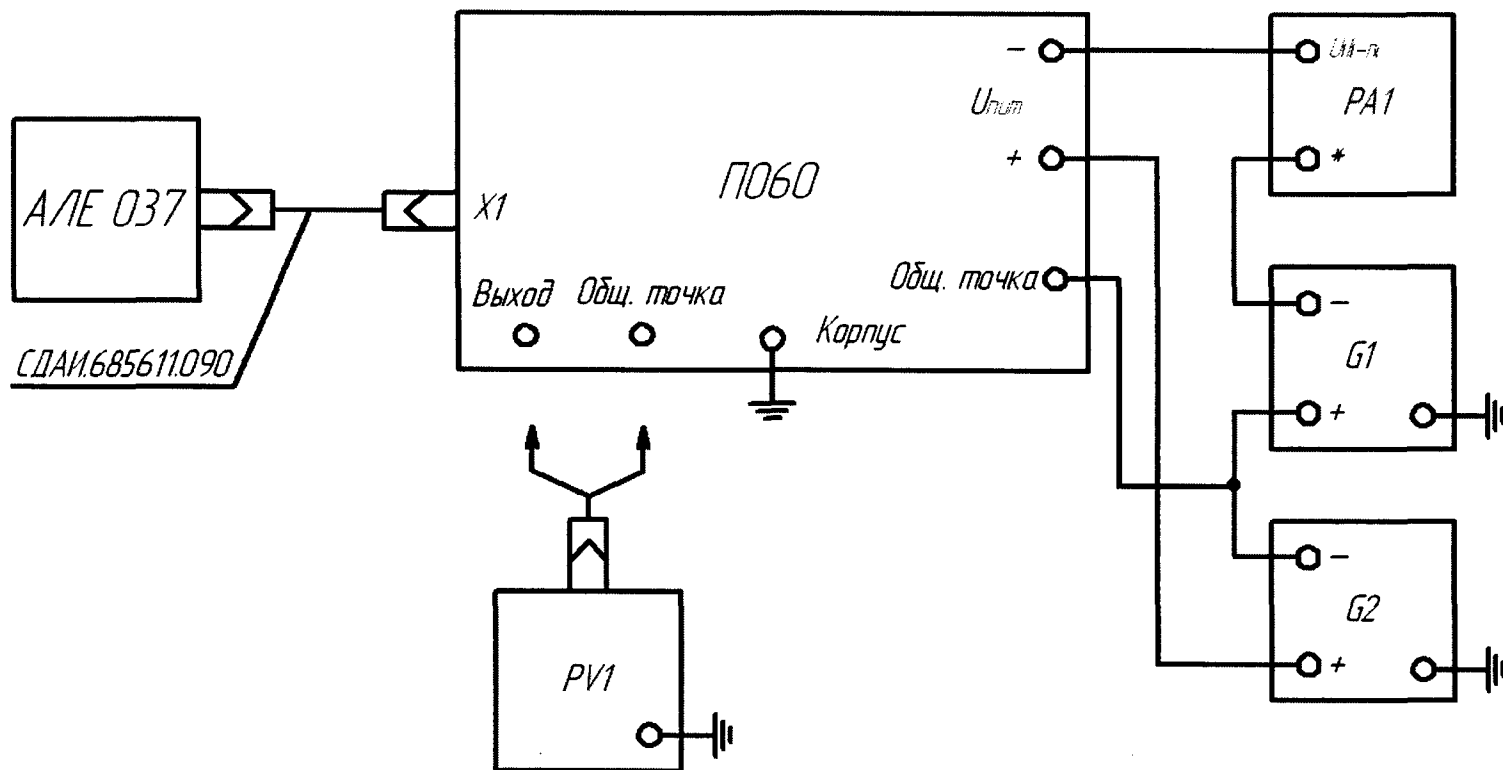 −
Uпит
+
PA1
*
АЛЕ 037
X1
П060
Выход
Общ. точка
Корпус
Общ. точка
СДАИ.685611.090
−
G1
+
−
G2
+
PV1